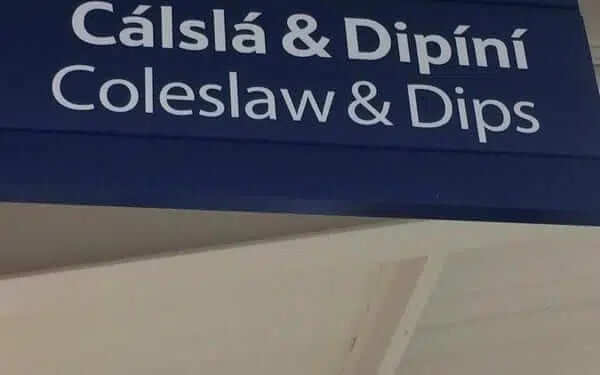 Cálslá & Dipíní
Coleslaw & Dips